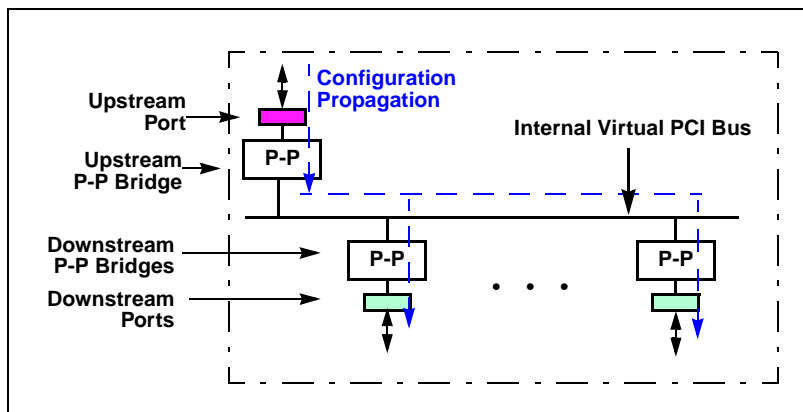 Configuration
Propagation
Upstream
Port
Internal Virtual PCI Bus
P-P
Upstream
P-P Bridge
Downstream
P-P Bridges
P-P
P-P
. . .
Downstream
Ports